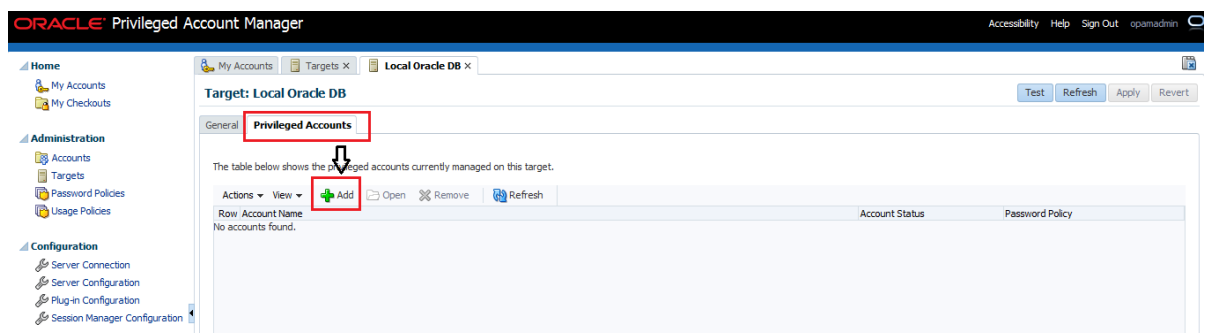 ORACLE Privileged Account Manager
Accessibility Help Sign Out opamadmin
Home
My Accounts
My Checkouts
Administration
Accounts
Targets
Password Policies
Usage Policies
Configuration
Server Connection
Server Configuration
Plug-in Configuration
Session Manager Configuration
My Accounts Targets Local Oracle DB
Target: Local Oracle DB
Test Refresh Apply Revert
General Privileged Accounts
The table below shows the privileged accounts currently managed on this target.
Actions View Add Open Remove Refresh
Row Account Name Account Status Password Policy
No accounts found.